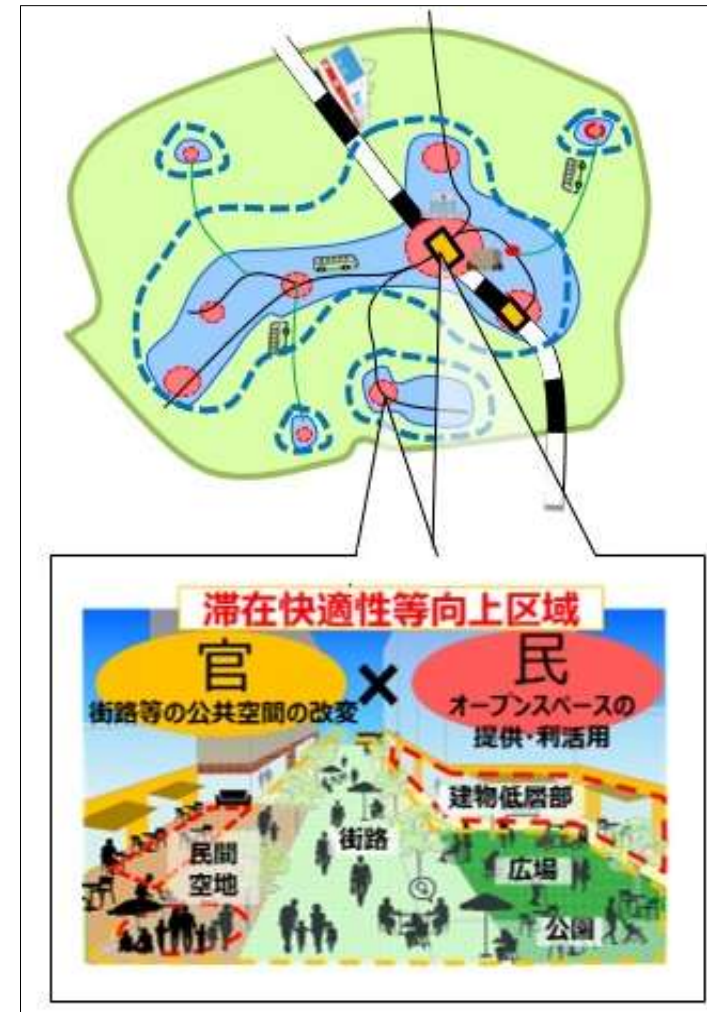 滞在快適性等向上区域
官
×
民
街路等の公共空間の改変
オープンスペースの
提供・利活用
建物低層部
街路
民間
空地
広場
公園